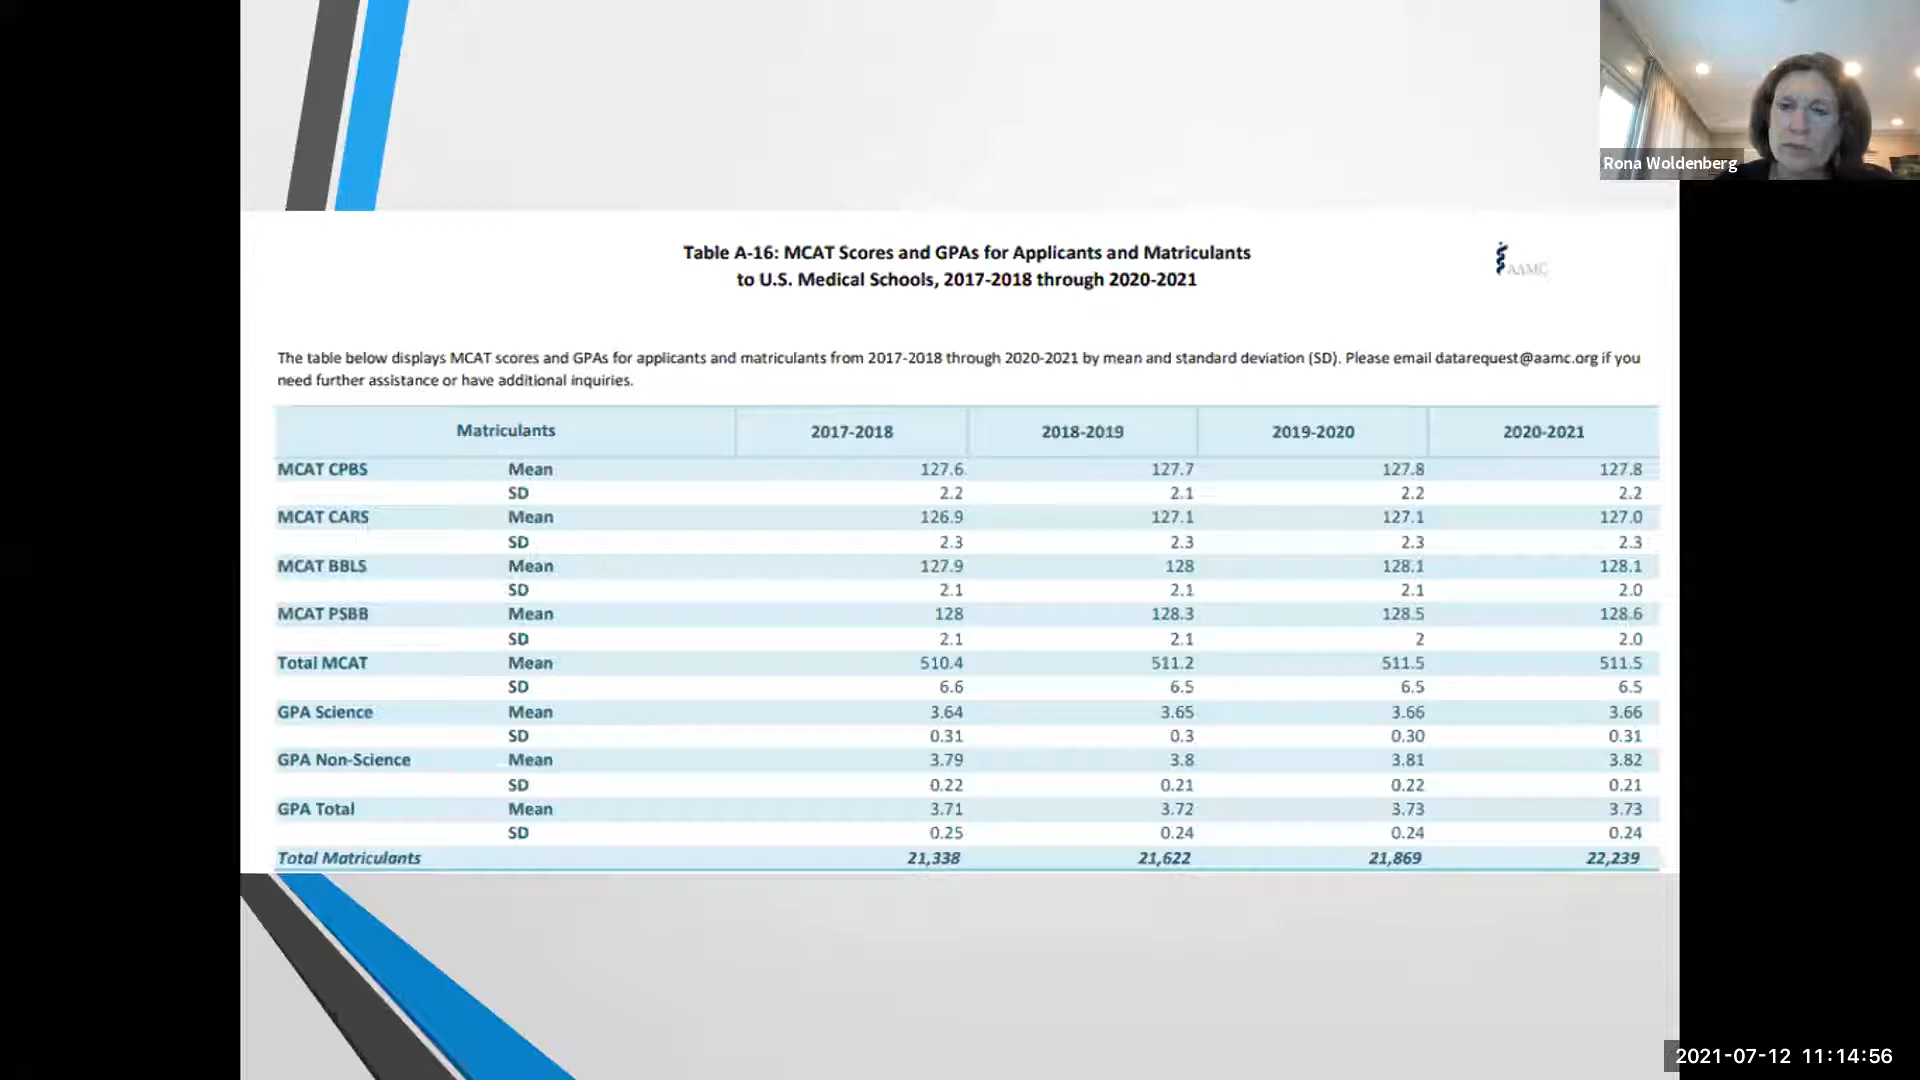 Rona Woldenberg
Table A-16: MCAT Scores and GPAs for Applicants and Matriculants
to U.S. Medical Schools, 2017-2018 through 2020-2021
AAMC
The table below displays MCAT scores and GPAs for applicants and matriculants from 2017-2018 through 2020-2021 by mean and standard deviation (SD). Please email datarequest@aamc.org if you
need further assistance or have additional inquiries.
Matriculants 2017-2018 2018-2019 2019-2020 2020-2021
MCAT CPBS Mean 127.6 127.7 127.8 127.8
SD 2.2 2.1 2.2 2.2
MCAT CARS Mean 126.9 127.1 127.1 127.0
SD 2.3 2.3 2.3 2.3
MCAT BBLS Mean 127.9 128 128.1 128.1
SD 2.1 2.1 2.1 2.0
MCAT PSBB Mean 128 128.3 128.5 128.6
SD 2.1 2.1 2 2.0
Total MCAT Mean 510.4 511.2 511.5 511.5
SD 6.6 6.5 6.5 6.5
GPA Science Mean 3.64 3.65 3.66 3.66
SD 0.31 0.3 0.30 0.31
GPA Non-Science Mean 3.79 3.8 3.81 3.82
SD 0.22 0.21 0.22 0.21
GPA Total Mean 3.71 3.72 3.73 3.73
SD 0.25 0.24 0.24 0.24
Total Matriculants 21,338 21,622 21,869 22,239
2021-07-12 11:14:56